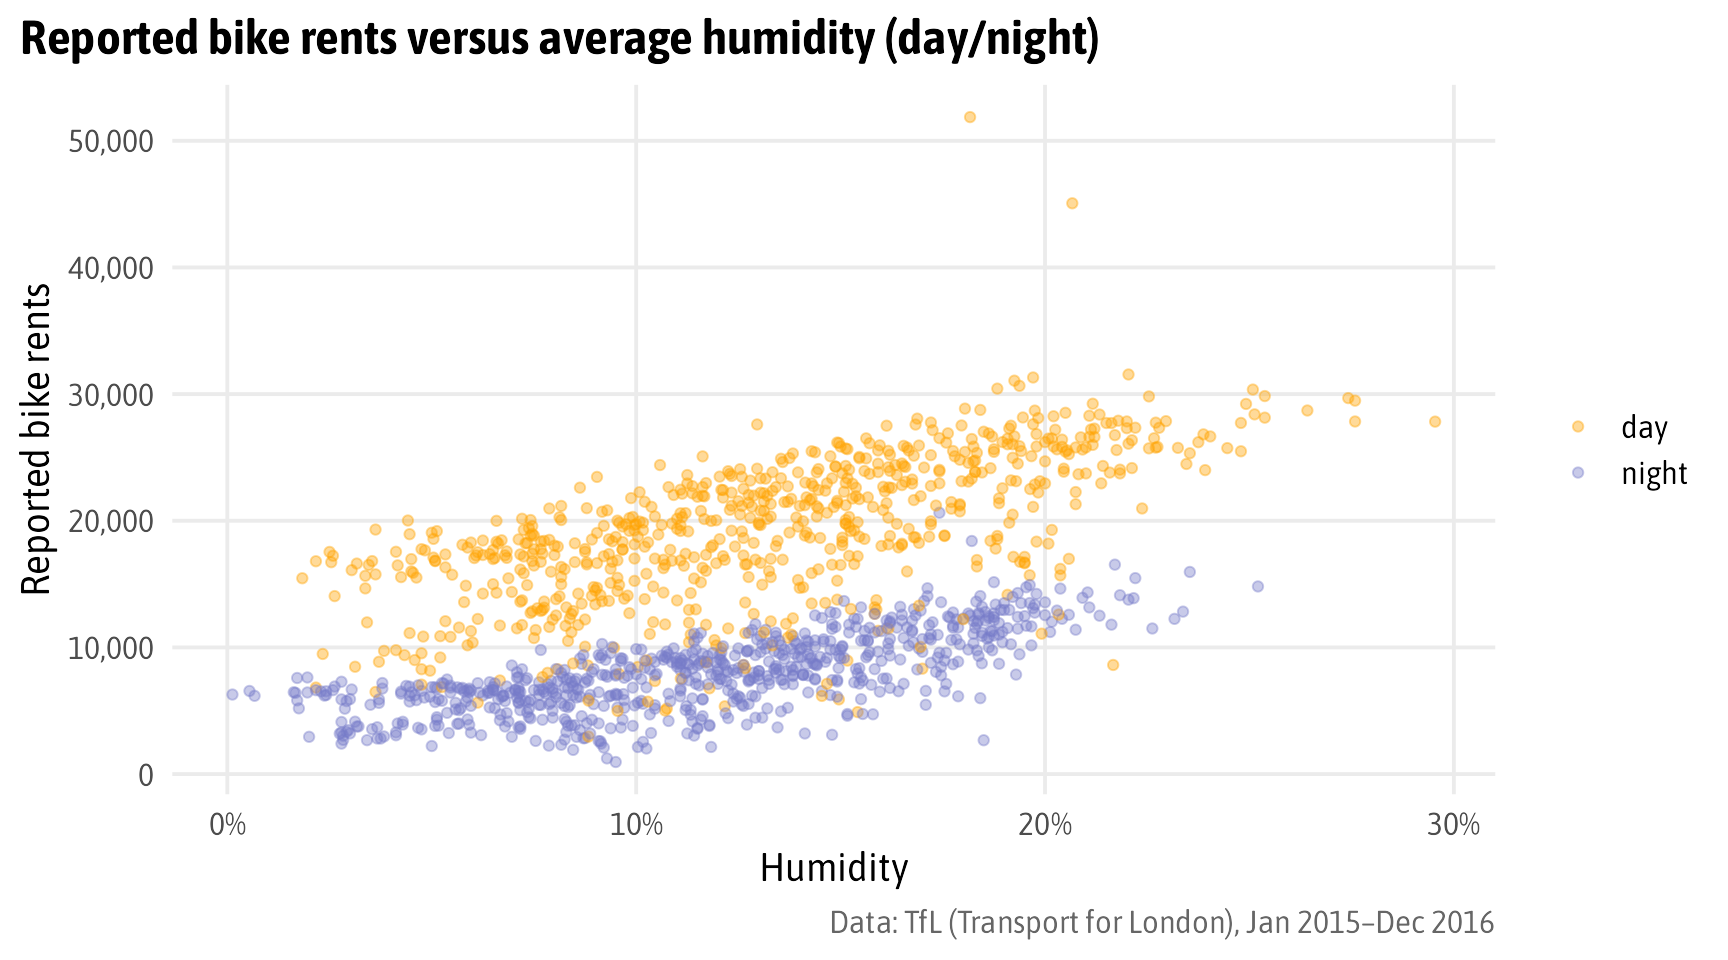 Reported bike rents versus average humidity (day/night)
Reported bike rents
50,000
40,000
30,000
20,000
10,000
0
0%
10%
20%
30%
Humidity
day
night
Data: TfL (Transport for London), Jan 2015–Dec 2016